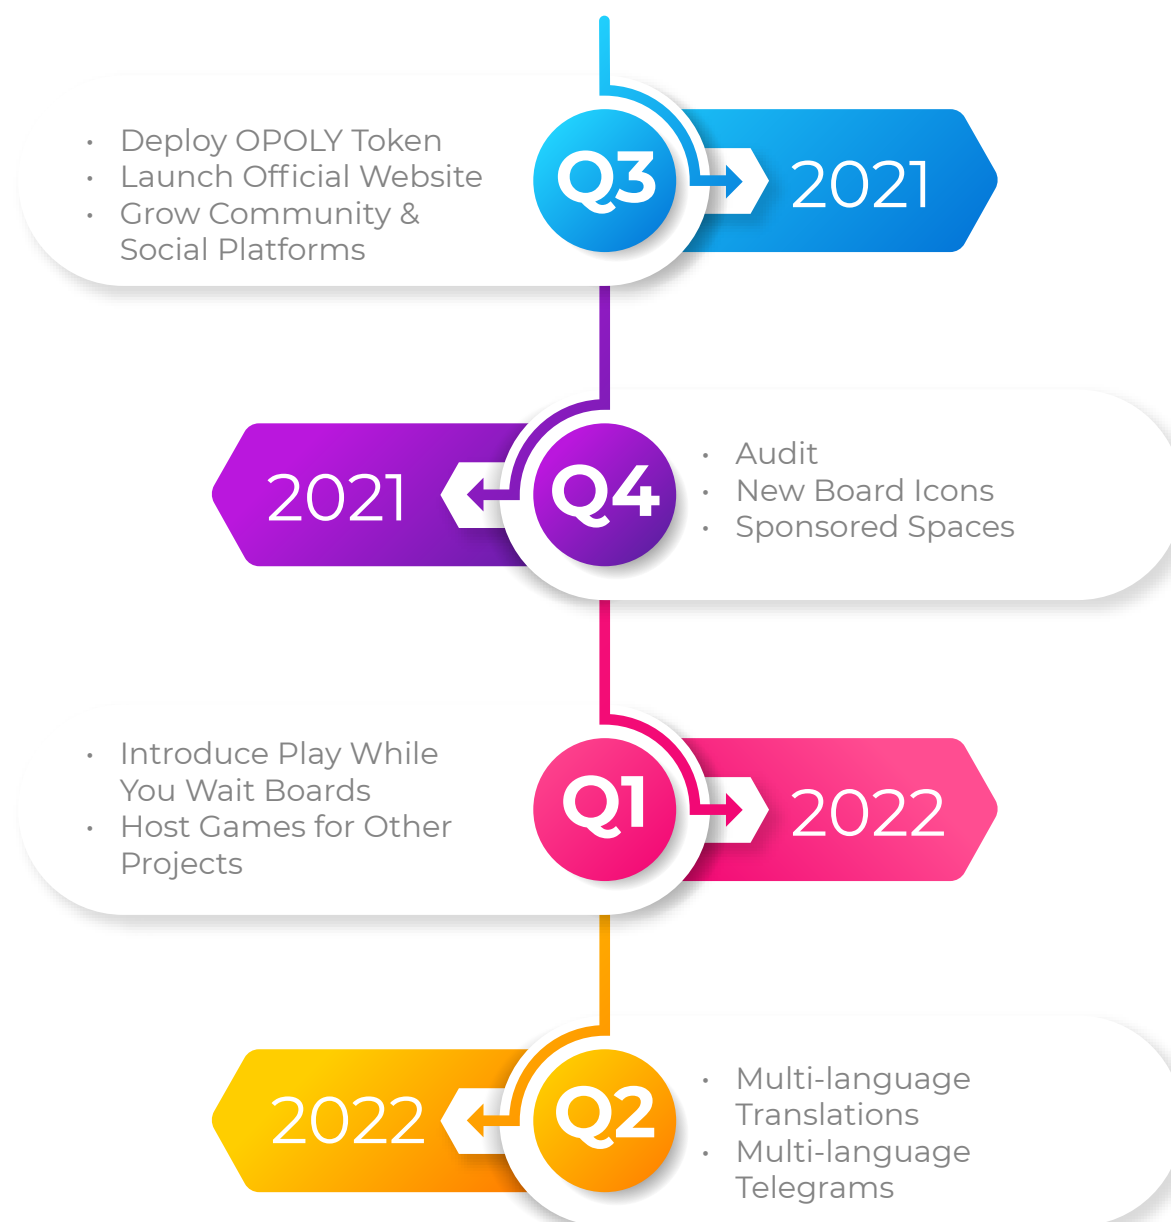 • Deploy OPOLY Token
• Launch Official Website
• Grow Community &
Social Platforms
Q3
2021
2021
Q4
• Audit
• New Board Icons
• Sponsored Spaces
• Introduce Play While
You Wait Boards
• Host Games for Other
Projects
Q1
2022
2022
Q2
• Multi-language
Translations
• Multi-language
Telegrams